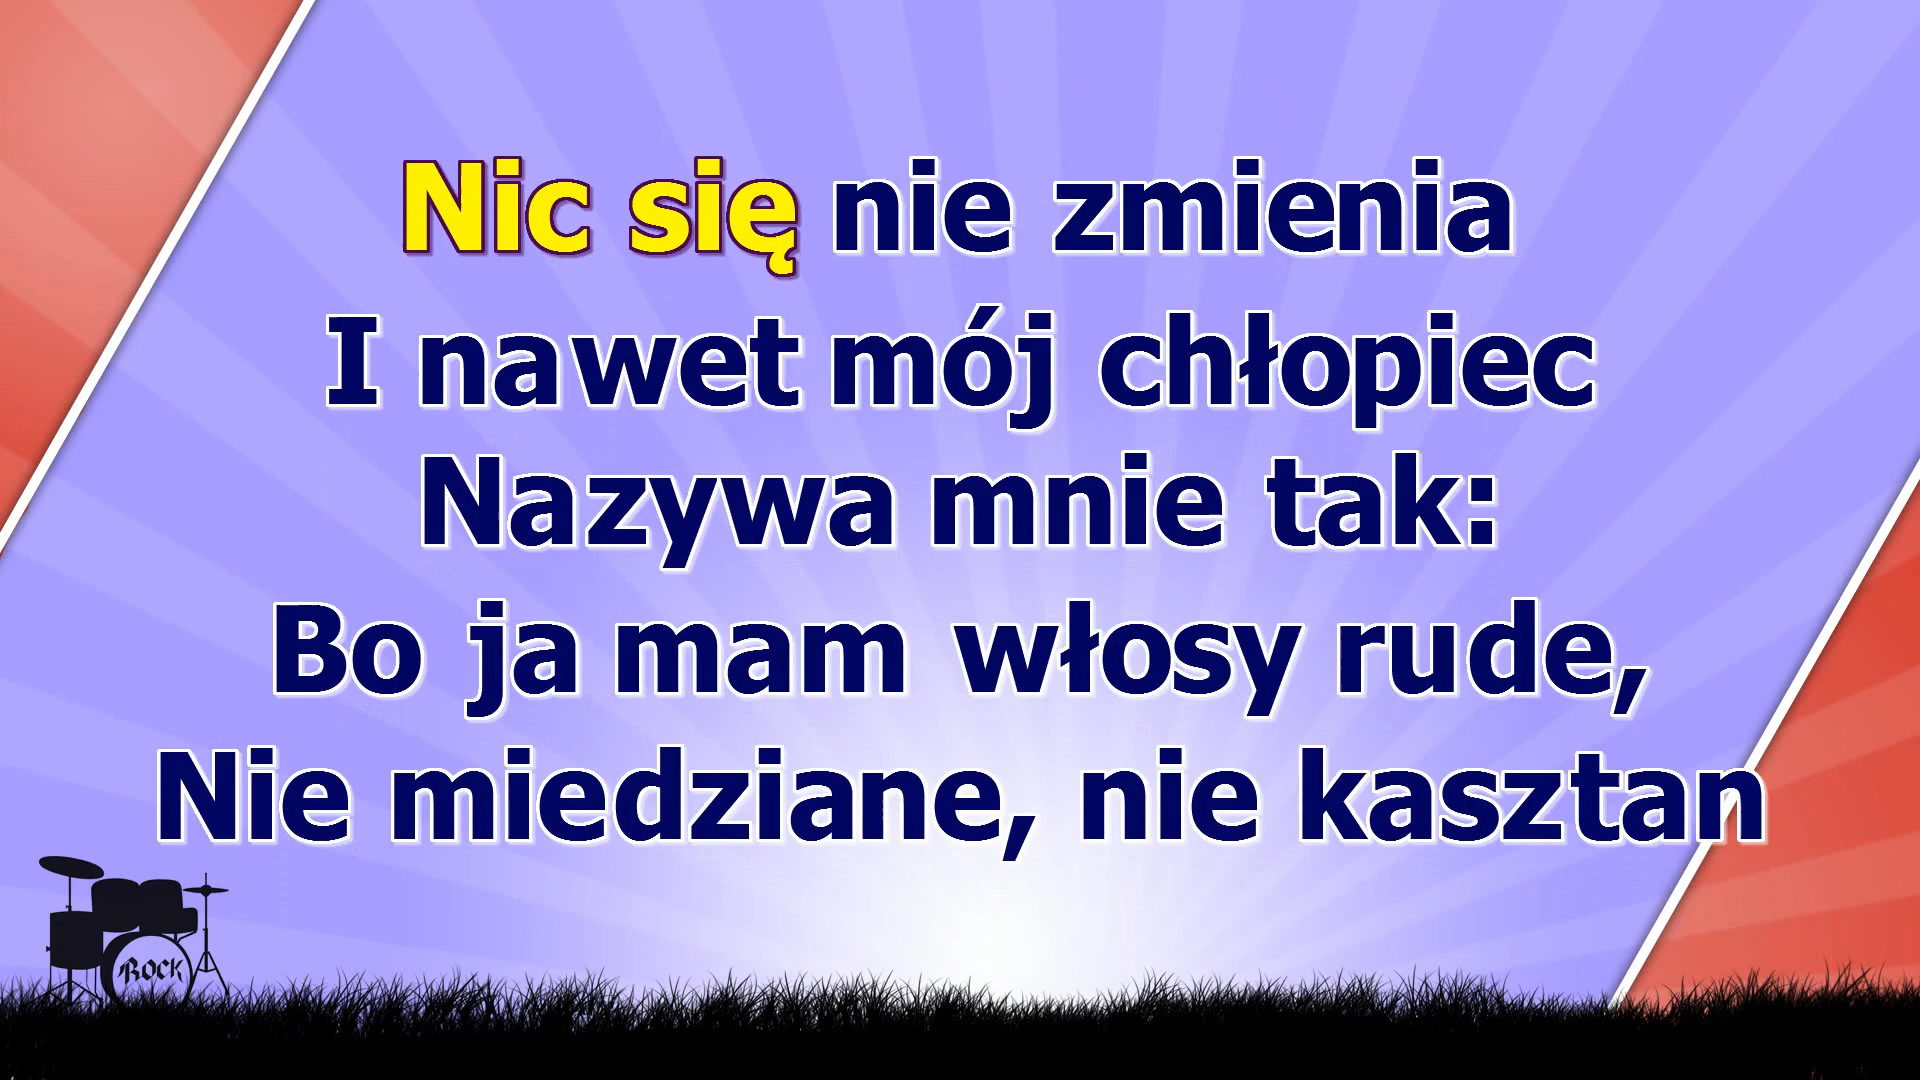 Nic się nie zmienia
I nawet mój chłopiec
Nazywa mnie tak:
Bo ja mam włosy rude,
Nie miedziane, nie kasztan
ROCK